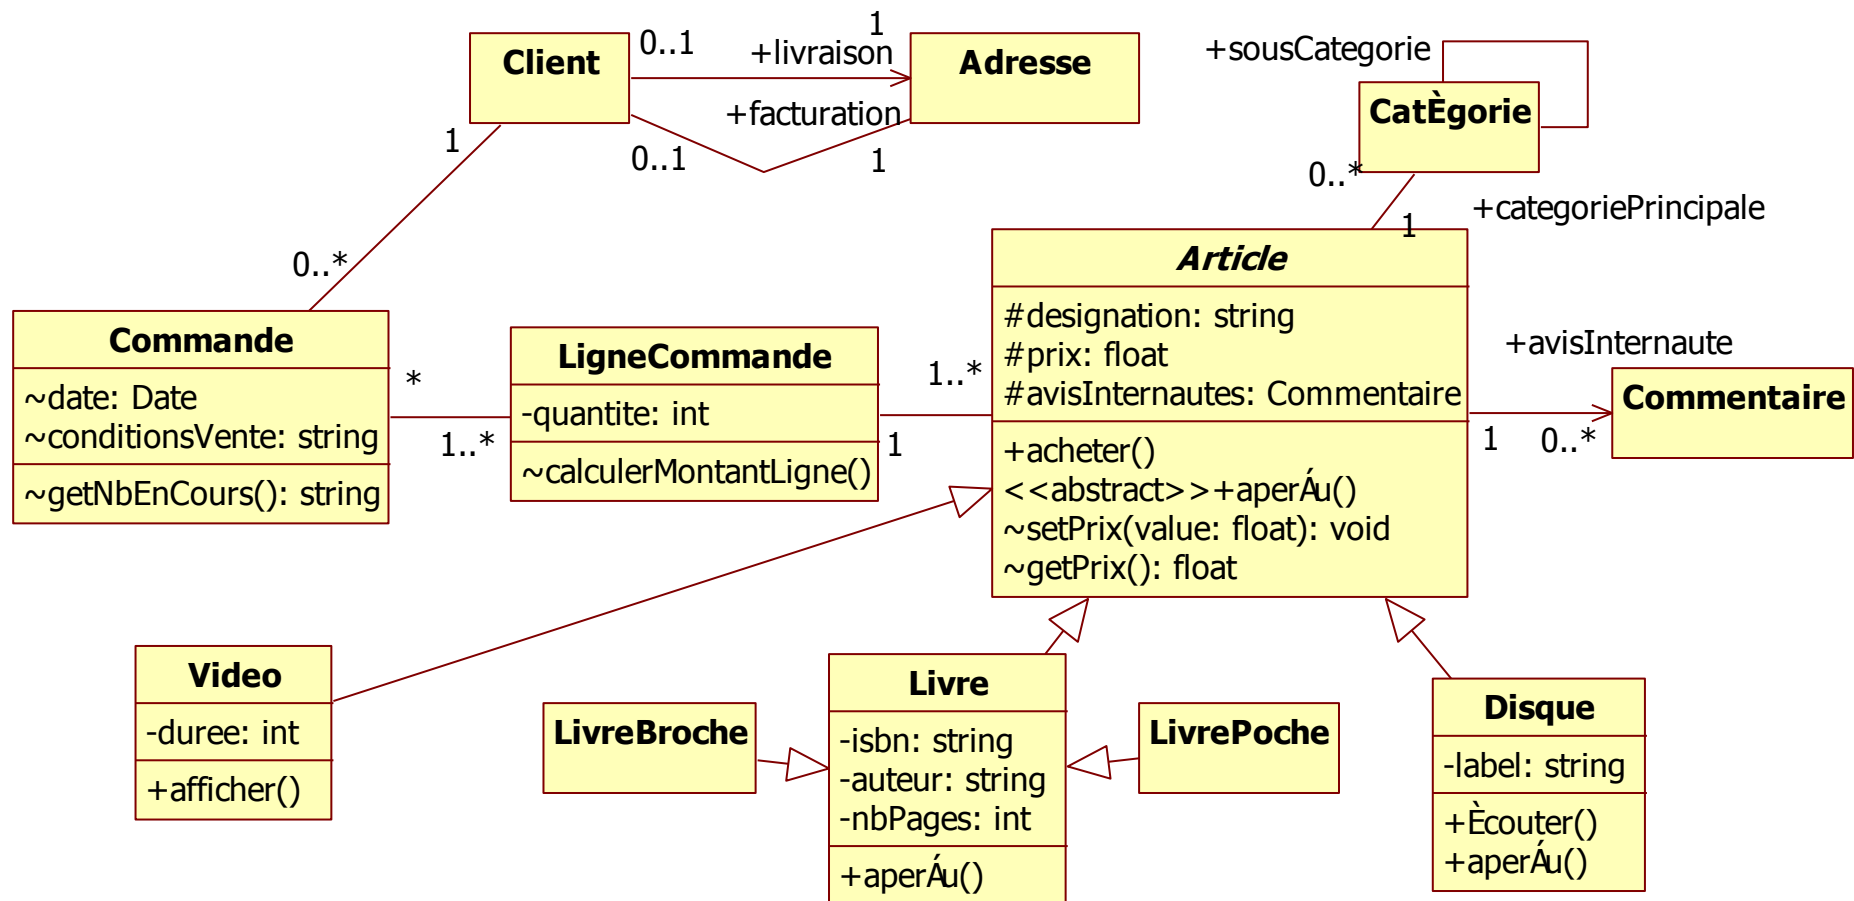 Client
0..1
+livraison
1
Adresse
+facturation
0..1
1
+sousCategorie
CatÈgorie
0..*
+categoriePrincipale
1
1
0..*
Commande
~date: Date
~conditionsVente: string
~getNbEnCours(): string
*
1..*
LigneCommande
-quantite: int
~calculerMontantLigne()
1..*
1
Article
#designation: string
#prix: float
#avisInternautes: Commentaire
+acheter()
<<abstract>>+aperÁu()
~setPrix(value: float): void
~getPrix(): float
+avisInternaute
1
0..*
Commentaire
Video
-duree: int
+afficher()
LivreBroche
Livre
-isbn: string
-auteur: string
-nbPages: int
+aperÁu()
LivrePoche
Disque
-label: string
+Ècouter()
+aperÁu()